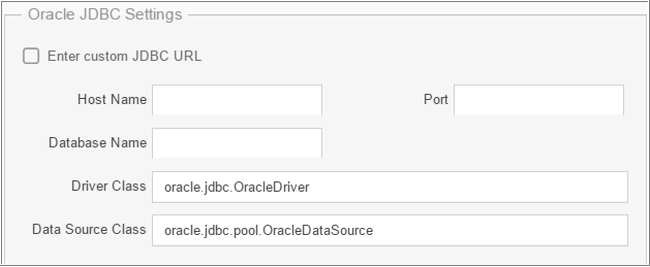 Oracle JDBC Settings
Enter custom JDBC URL
Host Name Port
Database Name
Driver Class oracle.jdbc.OracleDriver
Data Source Class oracle.jdbc.pool.OracleDataSource